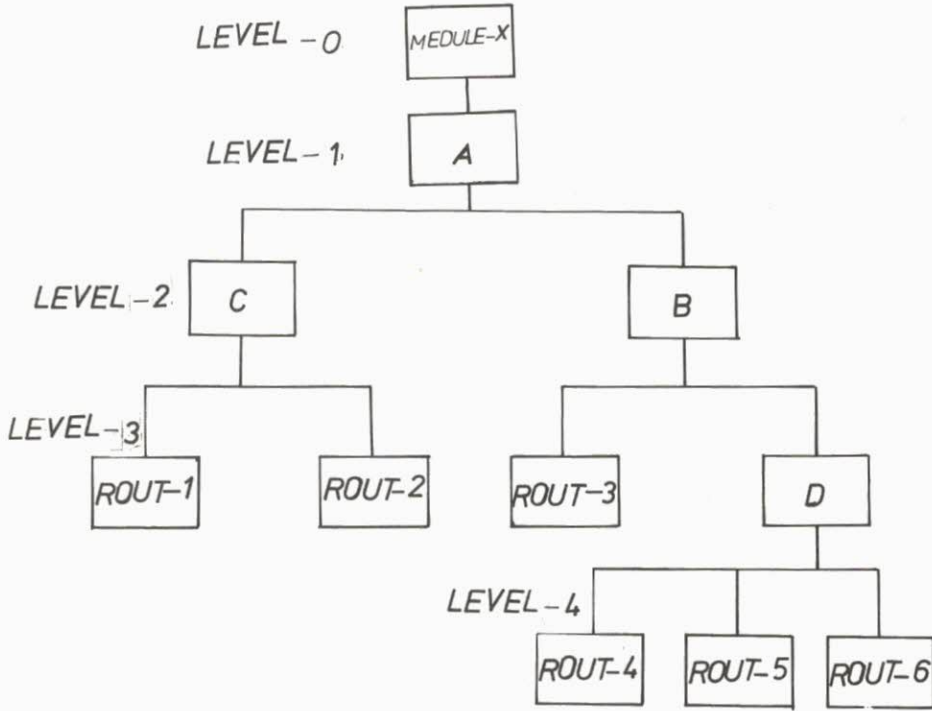 LEVEL-0 MEDULE-X
LEVEL-1 A
LEVEL-2 C B
LEVEL-3
ROUT-1 ROUT-2 ROUT-3 D
LEVEL-4
ROUT-4 ROUT-5 ROUT-6